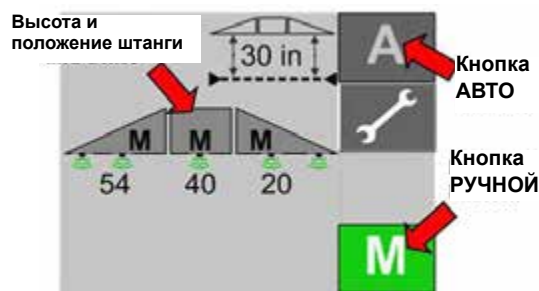 Высота и
положение штанги
30 in
A
Кнопка
АВТО
M M M
54 40 20
Кнопка
РУЧНОЙ
M